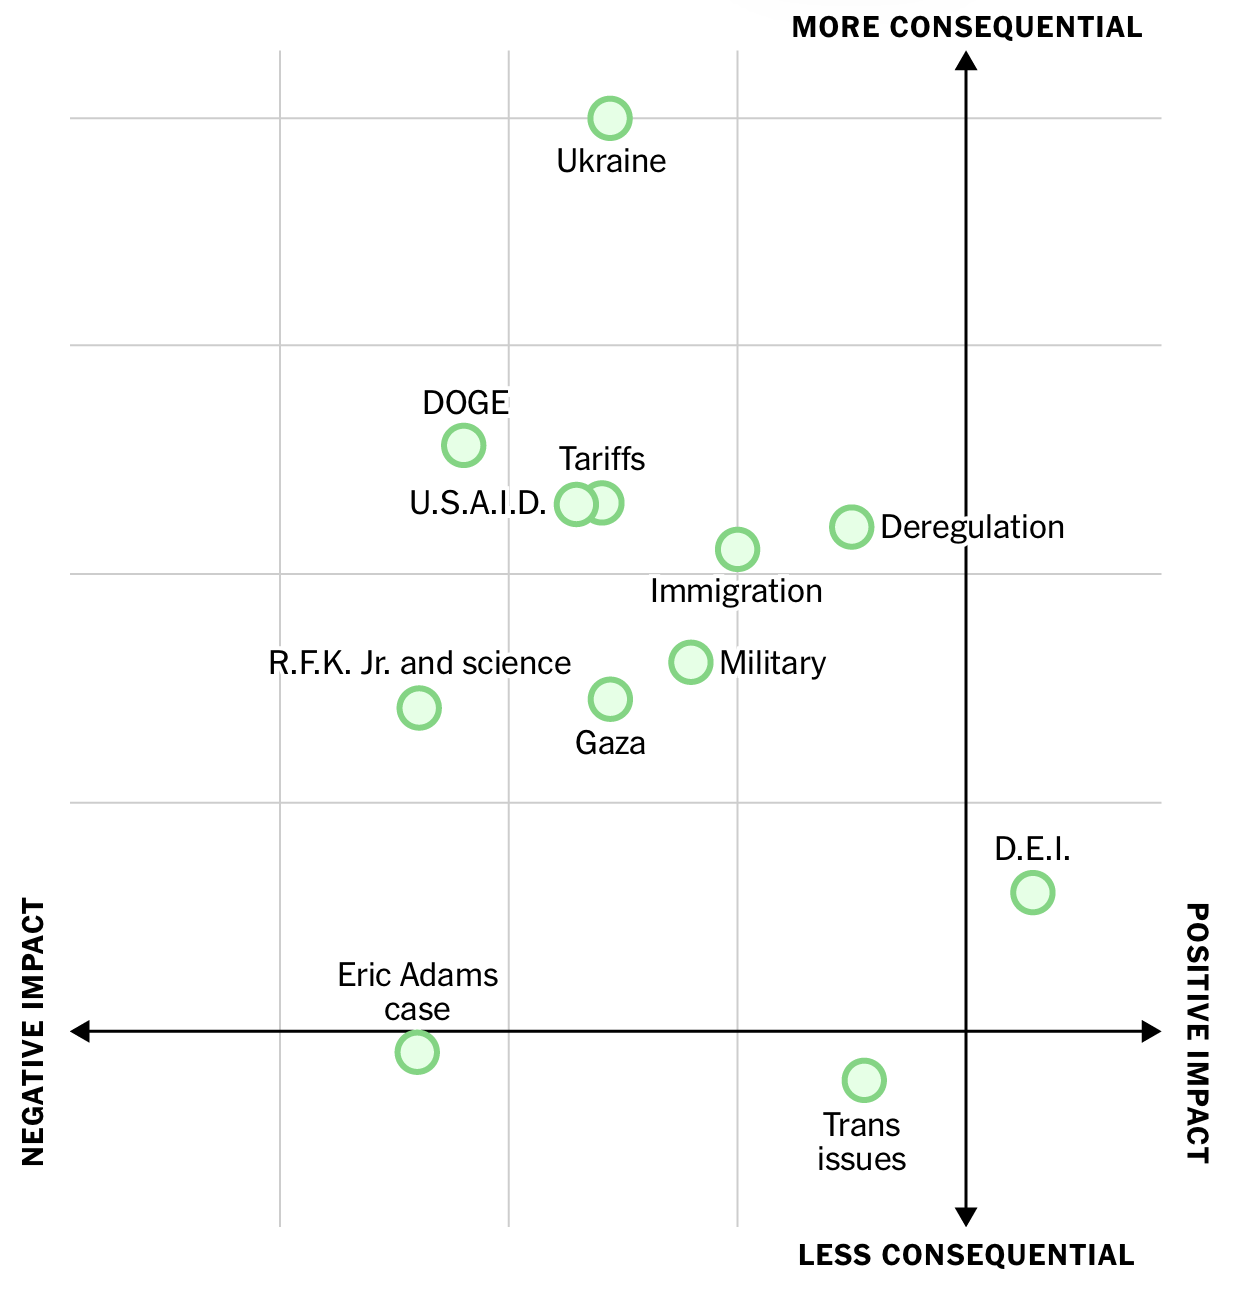 MORE CONSEQUENTIAL
Ukraine
DOGE
Tariffs
U.S.A.I.D.
Deregulation
Immigration
R.F.K. Jr. and science
Military
Gaza
D.E.I.
NEGATIVE IMPACT
POSITIVE IMPACT
Eric Adams
case
Trans
issues
LESS CONSEQUENTIAL